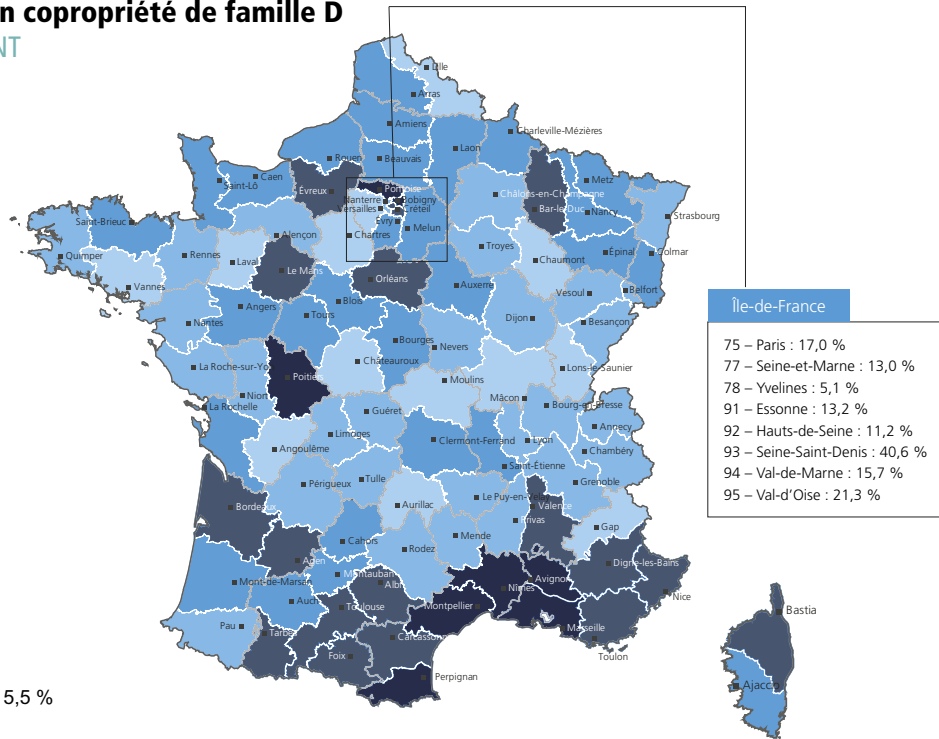 n copropriété de famille D
NT
Lille
Arras
Amiens
Charleville-Mézières
Rouen
Beauvais
Laon
Caen
Saint-Lô
Évreux
Pontoise
Nanterre
Bobigny
Versailles
Créteil
Evry
Melun
Châlons-en-Champagne
Metz
Bar-le-Duc
Nancy
Strasbourg
Saint-Brieuc
Alençon
Chartres
Quimper
Rennes
Laval
Le Mans
Orléans
Troyes
Chaumont
Épinal
Colmar
Vannes
Auxerre
Vesoul
Belfort
Angers
Blois
Tours
Nantes
Dijon
Besançon
Bourges
Nevers
La Roche-sur-Yo
Châteauroux
Lons-le-Saunier
Poitiers
Moulins
Niort
Mâcon
Bourg-en-Bresse
La Rochelle
Guéret
Annecy
Limoges
Clermont-Ferrand
Lyon
Angoulême
Chambéry
Saint-Étienne
Périgueux
Tulle
Grenoble
Aurillac
Le Puy-en-Velay
Valence
Bordeaux
Privas
Gap
Cahors
Mende
Rodez
Agen
Digne-les-Bains
Mont-de-Marsan
Montauban
Albi
Nîmes
Avignon
Nice
Auch
Toulouse
Montpellier
Pau
Tarbes
Carcassonne
Marseille
Foix
Toulon
Perpignan
Bastia
Ajaccio
Île-de-France
75 – Paris : 17,0 %
77 – Seine-et-Marne : 13,0 %
78 – Yvelines : 5,1 %
91 – Essonne : 13,2 %
92 – Hauts-de-Seine : 11,2 %
93 – Seine-Saint-Denis : 40,6 %
94 – Val-de-Marne : 15,7 %
95 – Val-d’Oise : 21,3 %
5,5 %